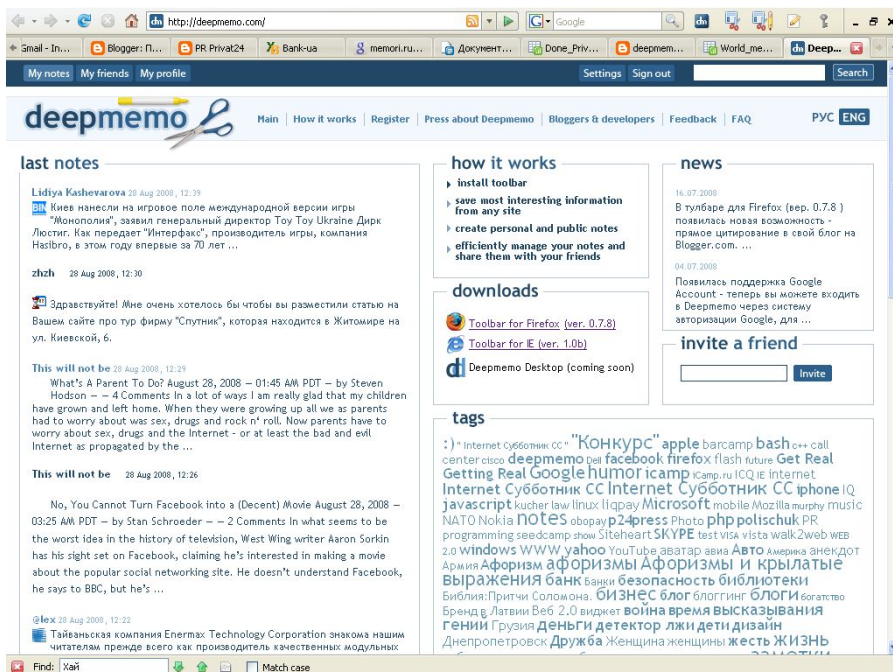 http://deepmemo.com/
Google
Gmail - In...
Blogger: П...
PR Privat24
Bank-ua
memori.ru...
Документ...
Done_Priv...
deepmem...
World_me...
Deep...
My notes My friends My profile
Settings Sign out
Search
deepmemo
Main | How it works | Register | Press about Deepmemo | Bloggers & developers | Feedback | FAQ
РУС ENG
last notes
Lidiya Kashevarova 28 Aug 2008, 12:39
BIN Киев нанесли на игровое поле международной версии игры
"Монополия", заявил генеральный директор Toy Toy Ukraine Дирк
Люстиг. Как передает "Интерфакс", производитель игры, компания
Hasibro, в этом году впервые за 70 лет ...
zhzh 28 Aug 2008, 12:30
Здравствуйте! Мне очень хотелось бы чтобы вы разместили статью на
Вашем сайте про тур фирму "Спутник", которая находится в Житомире на
ул. Киевской, 6.
This will not be 28 Aug 2008, 12:29
What's A Parent To Do? August 28, 2008 — 01:45 AM PDT — by Steven
Hodson — — 4 Comments In a lot of ways I am really glad that my children
have grown and left home. When they were growing up all we as parents
had to worry about was sex, drugs and rock n' roll. Now parents have to
worry about sex, drugs and the Internet - or at least the bad and evil
Internet as propagated by the ...
This will not be 28 Aug 2008, 12:26
No, You Cannot Turn Facebook into a (Decent) Movie August 28, 2008 —
03:25 AM PDT — by Stan Schroeder — — 2 Comments In what seems to be
the worst idea in the history of television, West Wing writer Aaron Sorkin
has his sight set on Facebook, claiming he's interested in making a movie
about the popular social networking site. He doesn't understand Facebook,
he says to BBC, but he's ...
@lex 28 Aug 2008, 12:22
Тайваньская компания Enermax Technology Corporation знакома нашим
читателям прежде всего как производитель качественных модульных
how it works
install toolbar
save most interesting information
from any site
create personal and public notes
efficiently manage your notes and
share them with your friends
downloads
Toolbar for Firefox (ver. 0.7.8)
Toolbar for IE (ver. 1.0b)
Deepmemo Desktop (coming soon)
news
16.07.2008
В тулбаре для Firefox (вер. 0.7.8 )
появилась новая возможность -
прямое цитирование в свой блог на
Blogger.com. ...
04.07.2008
Появилась поддержка Google
Account - теперь вы можете входить
в Deepmemo через систему
авторизации Google, для ...
invite a friend
Invite
tags
:) " Internet Субботник CC " "Конкурс" apple barcamp bash c++ call
center cisco deepmemo Dell facebook firefox flash future Get Real
Getting Real Google humor icamp iCamp.ru ICQ IE internet
Internet Субботник CC Internet Субботник СС iphone IQ
javascript kucher law linux liqpay Microsoft mobile Mozilla murphy music
NATO Nokia notes obopay p24press Photo php polischuk PR
programming seedcamp show Siteheart SKYPE test VISA vista walk2web WEB
2.0 windows WWW yahoo YouTube аватар авиа Авто Америка анекдот
Армия Афоризм афоризмы Афоризмы и крылатые
выражения банк Банки безопасность библиотеки
Библия:Притчи Соломона. бизнес блог блоггинг блоги богатство
Бренд в Латвии Веб 2.0 виджет война время высказывания
гении Грузия деньги детектор лжи дети дизайн
Днепропетровск Дружба Женщина женщины жесть ЖИЗНЬ
Find: Хай
Match case